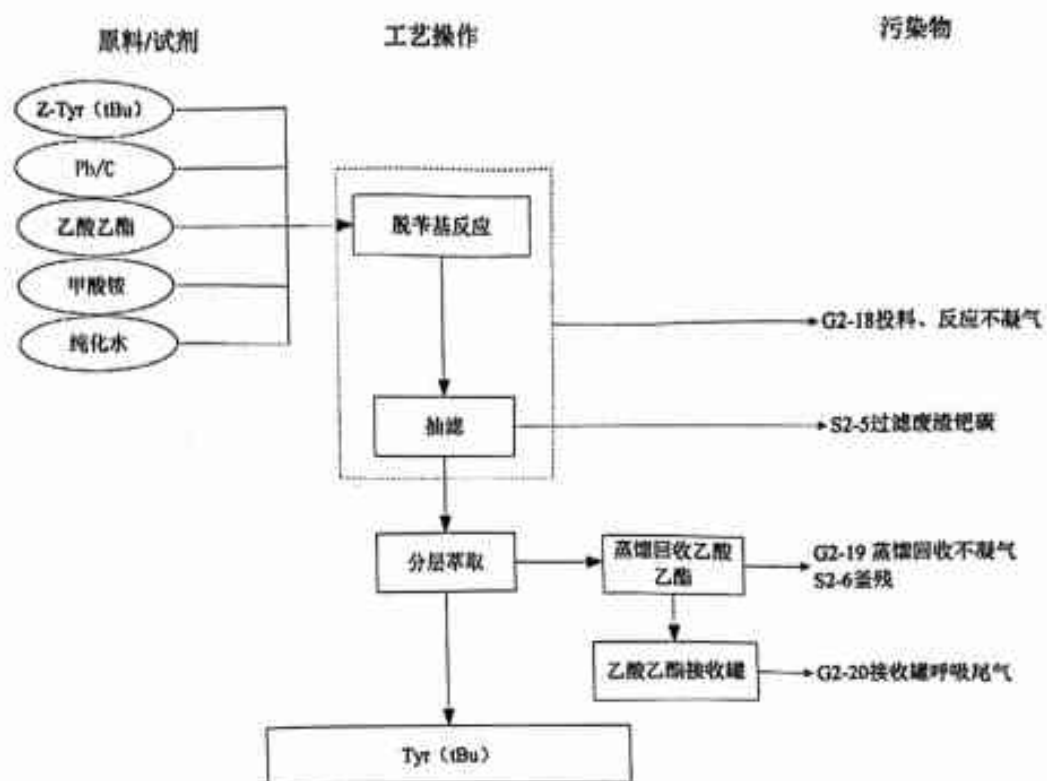 原料/试剂
工艺操作
污染物
Z-Tyr（tBu）
Pb/C
乙酸乙酯
甲酸铵
纯化水
脱苄基反应
G2-18投料、反应不凝气
抽滤
S2-5过滤废渣钯碳
分层萃取
蒸馏回收乙酸
乙酯
G2-19 蒸馏回收不凝气
S2-6釜残
乙酸乙酯接收罐
G2-20接收罐呼吸尾气
Tyr（tBu）